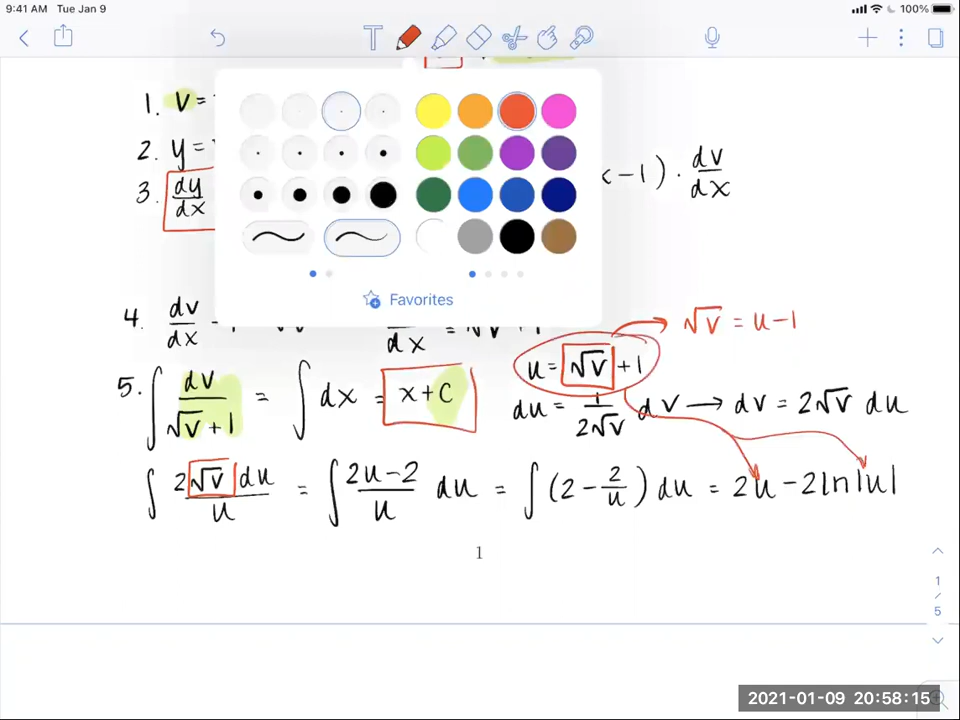 9:41 AM Tue Jan 9 100%
T
Favorites
1. V =
2. y =
3. dy/dx x - 1) · dv/dx
4. dv/dx
dx = √v + 1
√v = u - 1
u = √v + 1
5. ∫ dv/(√v + 1) = ∫ dx = x + C
du = 1/(2√v) dv → dv = 2√v du
∫ 2√v du/u = ∫ (2u - 2)/u du = ∫ (2 - 2/u) du = 2u - 2ln|u|
1
1
/
5
2021-01-09 20:58:15